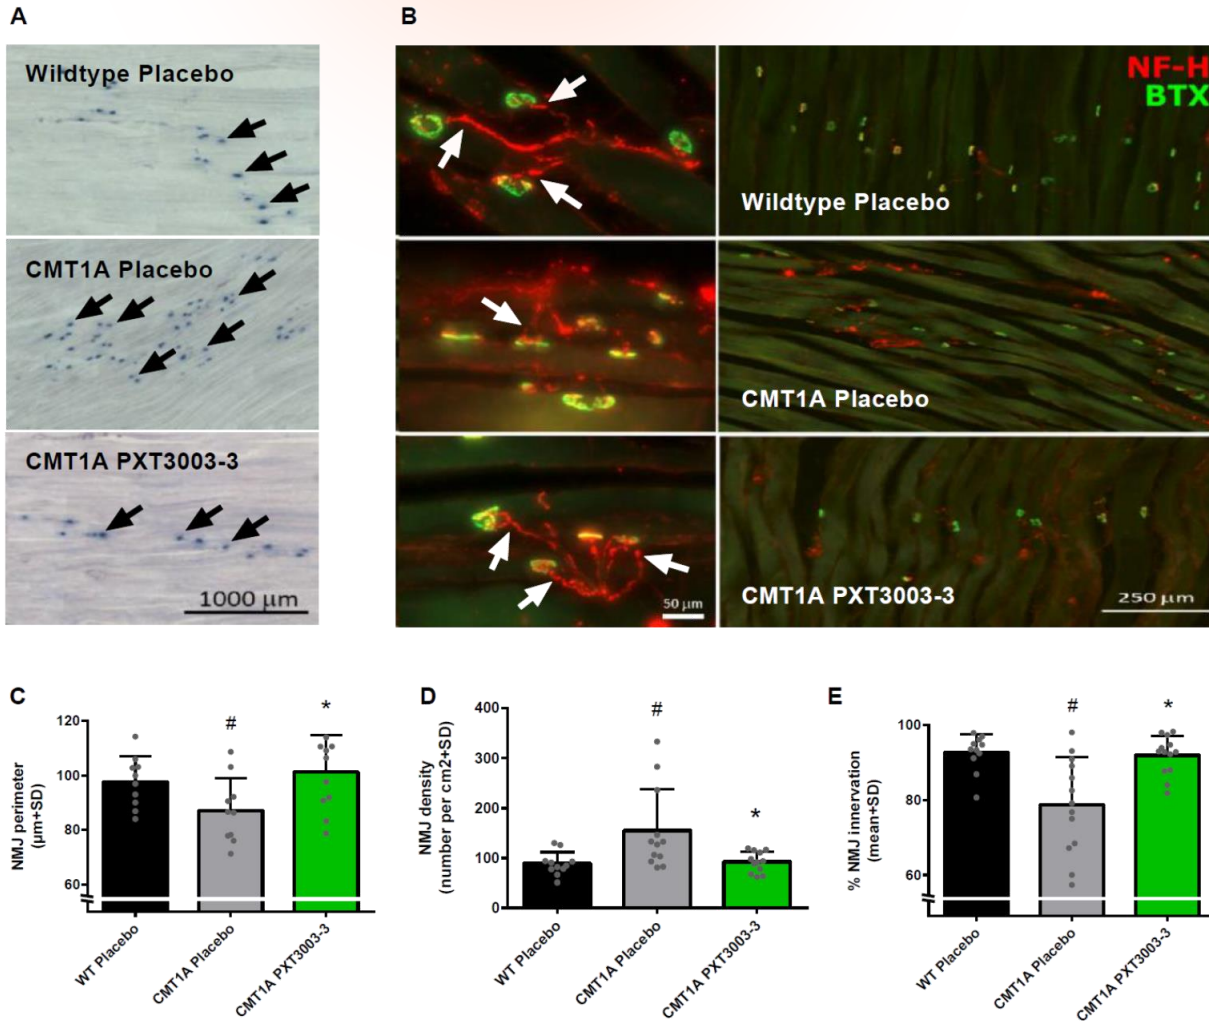 A
B
Wildtype Placebo
CMT1A Placebo
CMT1A PXT3003-3
1000 µm
NF-H
BTX
Wildtype Placebo
CMT1A Placebo
50 µm
CMT1A PXT3003-3
250 µm
C
NMJ perimeter
(µm+SD)
120
100
80
60
#
*
WT Placebo
CMT1A Placebo
CMT1A PXT3003-3
D
NMJ density
(number per cm2+SD)
400
300
200
100
0
#
*
WT Placebo
CMT1A Placebo
CMT1A PXT3003-3
E
% NMJ innervation
(mean+SD)
100
80
60
#
*
WT Placebo
CMT1A Placebo
CMT1A PXT3003-3